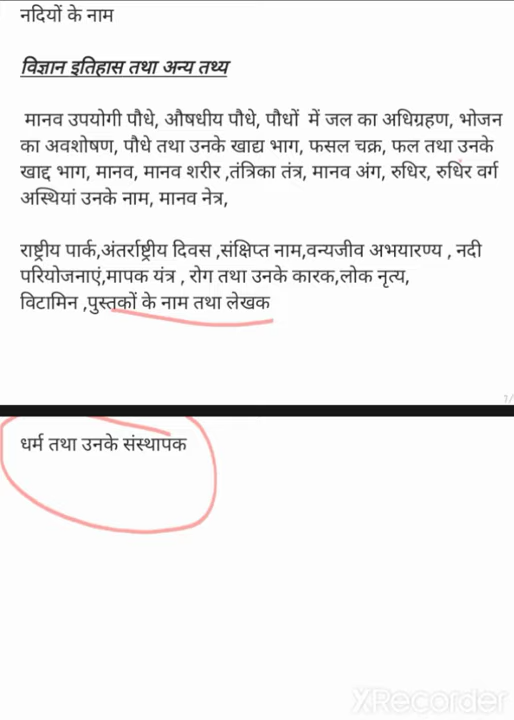 नदियों के नाम
विज्ञान इतिहास तथा अन्य तथ्य
मानव उपयोगी पौधे, औषधीय पौधे, पौधों में जल का अधिग्रहण, भोजन
का अवशोषण, पौधे तथा उनके खाद्य भाग, फसल चक्र, फल तथा उनके
खाद्द भाग, मानव, मानव शरीर ,तंत्रिका तंत्र, मानव अंग, रुधिर, रुधिर वर्ग
अस्थियां उनके नाम, मानव नेत्र,
राष्ट्रीय पार्क,अंतर्राष्ट्रीय दिवस ,संक्षिप्त नाम,वन्यजीव अभयारण्य , नदी
परियोजनाएं,मापक यंत्र , रोग तथा उनके कारक,लोक नृत्य,
विटामिन ,पुस्तकों के नाम तथा लेखक
1/
धर्म तथा उनके संस्थापक
XRecorder